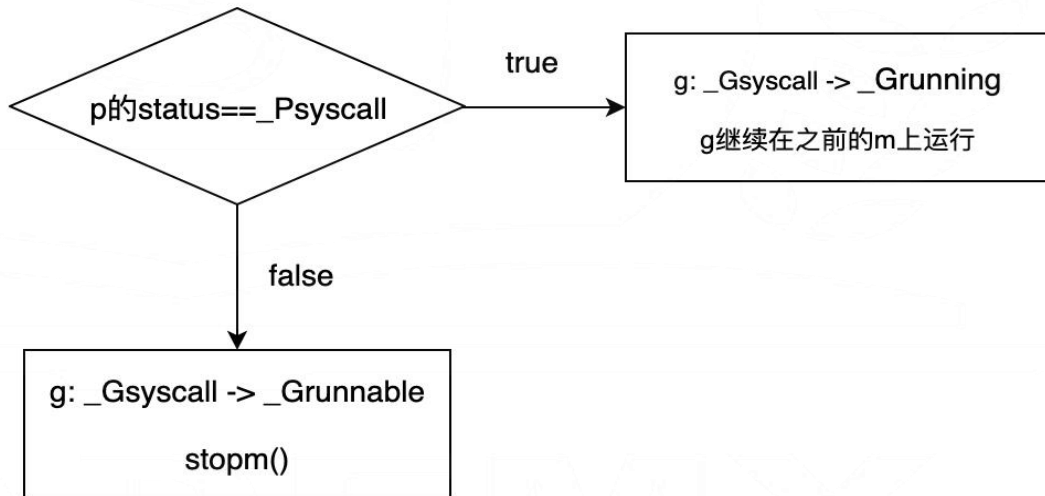 p的status==_Psyscall
true
g: _Gsyscall -> _Grunning
g继续在之前的m上运行
false
g: _Gsyscall -> _Grunnable
stopm()